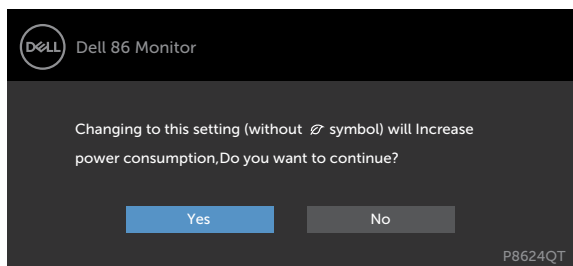 DELL Dell 86 Monitor
Changing to this setting (without symbol) will Increase
power consumption,Do you want to continue?
Yes No
P8624QT